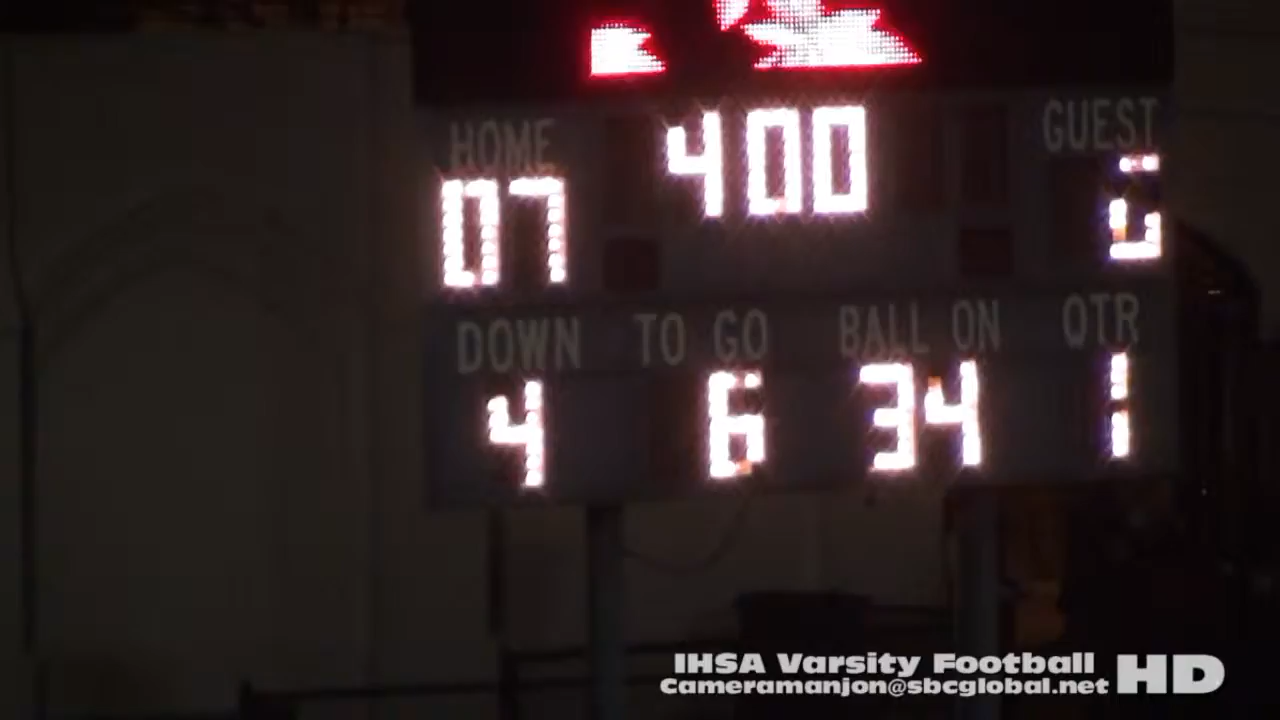 HOME 400 GUEST
07 0
DOWN TO GO BALL ON QTR
4 6 34 1
IHSA Varsity Football HD
Cameramanjon@sbcglobal.net